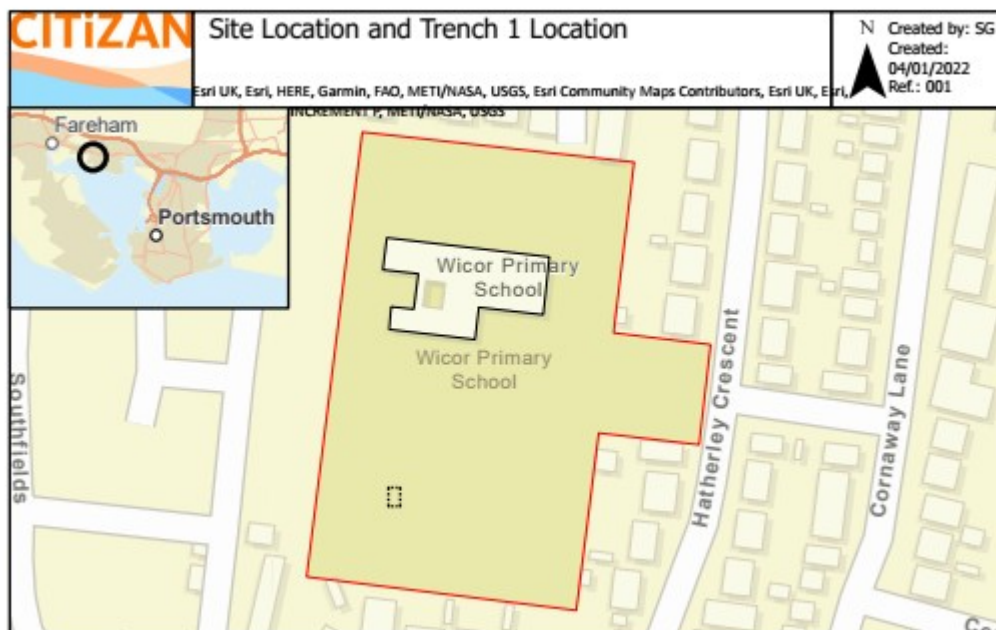 CITiZAN
Site Location and Trench 1 Location
Esri UK, Esri, HERE, Garmin, FAO, METI/NASA, USGS, Esri Community Maps Contributors, Esri UK, Esri,
INCREMENT P, METI/NASA, USGS
N
Created by: SG
Created:
04/01/2022
Ref.: 001
Fareham
Portsmouth
Wicor Primary
School
Wicor Primary
School
Southfields
Hatherley Crescent
Cornaway Lane